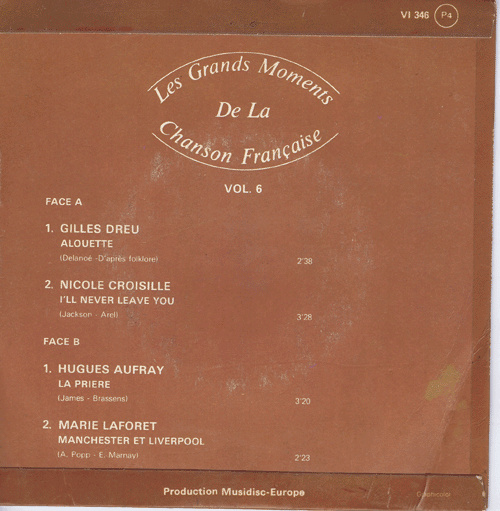 VI 346 P4
Les Grands Moments
De La
Chanson Française
VOL. 6
FACE A
1. GILLES DREU
ALOUETTE
(Delanoé -D'après folklore) 2'38
2. NICOLE CROISILLE
I'LL NEVER LEAVE YOU
(Jackson - Arel) 3'28
FACE B
1. HUGUES AUFRAY
LA PRIERE
(James - Brassens) 3'20
2. MARIE LAFORET
MANCHESTER ET LIVERPOOL
(A. Popp - E. Marnay) 2'23
Production Musidisc-Europe